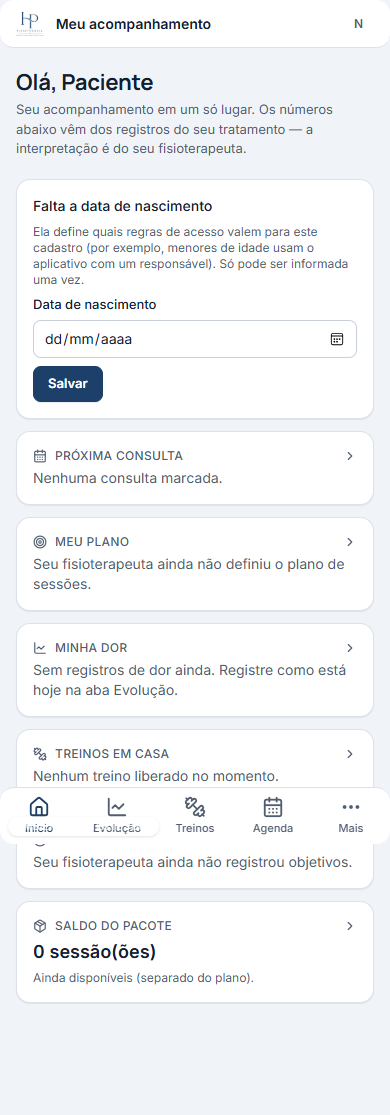 HP
Meu acompanhamento
N
Olá, Paciente
Seu acompanhamento em um só lugar. Os números
abaixo vêm dos registros do seu tratamento — a
interpretação é do seu fisioterapeuta.
Falta a data de nascimento
Ela define quais regras de acesso valem para este
cadastro (por exemplo, menores de idade usam o
aplicativo com um responsável). Só pode ser informada
uma vez.
Data de nascimento
dd/mm/aaaa
Salvar
PRÓXIMA CONSULTA
Nenhuma consulta marcada.
MEU PLANO
Seu fisioterapeuta ainda não definiu o plano de
sessões.
MINHA DOR
Sem registros de dor ainda. Registre como está
hoje na aba Evolução.
TREINOS EM CASA
Nenhum treino liberado no momento.
Início
Evolução
Treinos
Agenda
Mais
Seu fisioterapeuta ainda não registrou objetivos.
SALDO DO PACOTE
0 sessão(ões)
Ainda disponíveis (separado do plano).